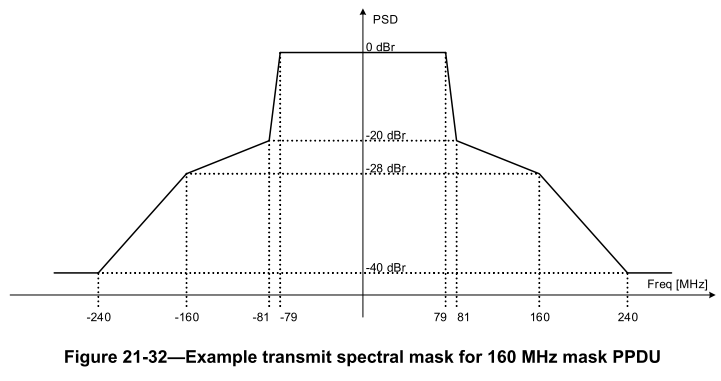 PSD
0 dBr
-20 dBr
-28 dBr
-40 dBr
Freq [MHz]
-240 -160 -81 -79 79 81 160 240
Figure 21-32—Example transmit spectral mask for 160 MHz mask PPDU